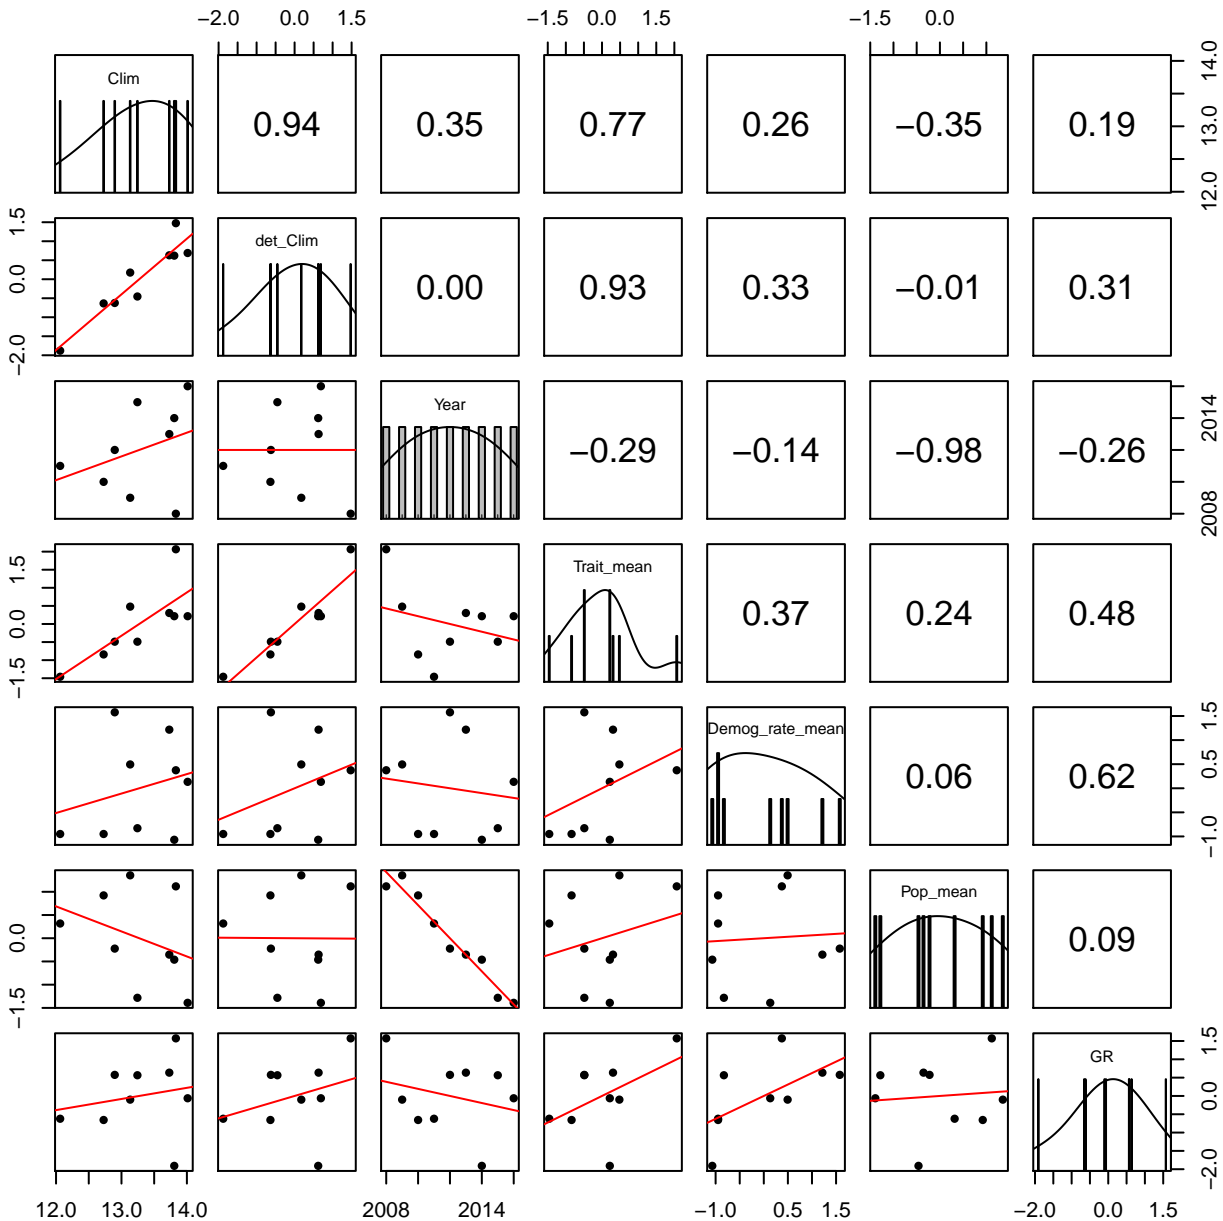 −2.0 0.0 1.5 −1.5 0.0 1.5 −1.5 0.0
Clim 0.94 0.35 0.77 0.26 −0.35 0.19 12.0 13.0 14.0
−2.0 0.0 1.5 det_Clim 0.00 0.93 0.33 −0.01 0.31
Year −0.29 −0.14 −0.98 −0.26 2008 2014
−1.5 0.0 1.5 Trait_mean 0.37 0.24 0.48
Demog_rate_mean 0.06 0.62 −1.0 0.5 1.5
−1.5 0.0 Pop_mean 0.09
GR −2.0 0.0 1.5
12.0 13.0 14.0 2008 2014 −1.0 0.5 1.5 −2.0 0.0 1.5